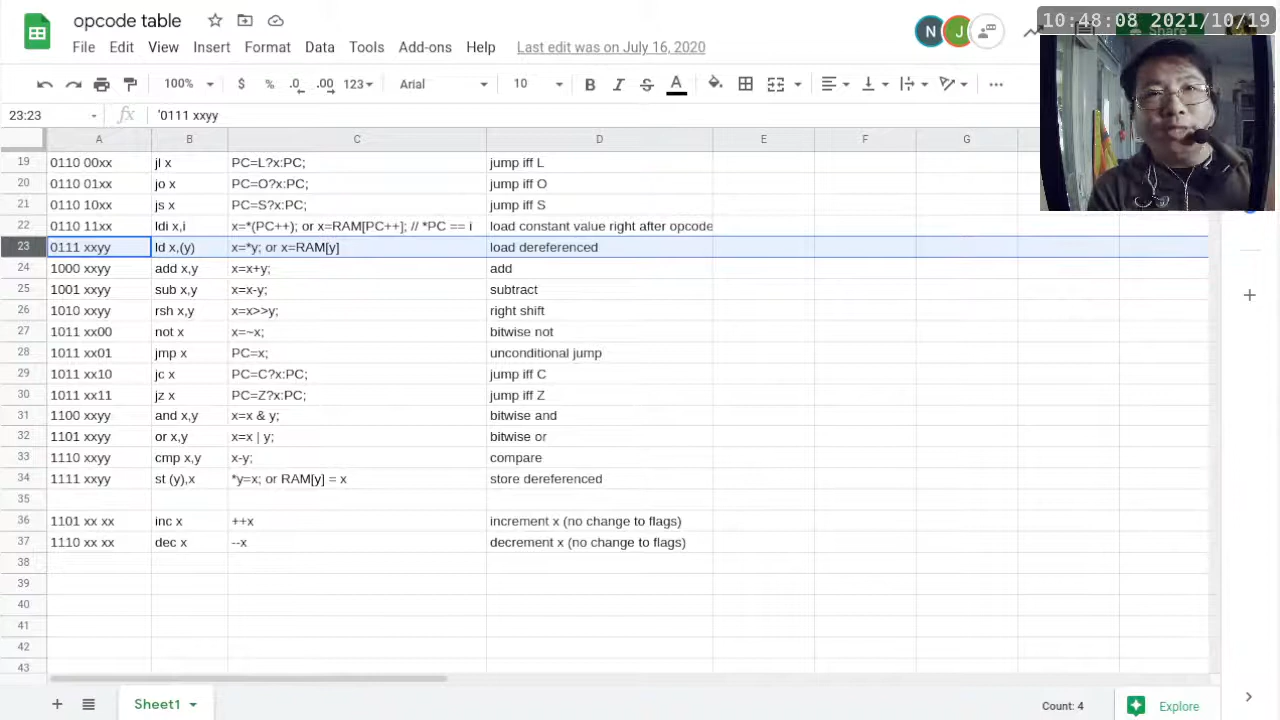 opcode table
10:48:08 2021/10/19
N
J
Share
File Edit View Insert Format Data Tools Add-ons Help Last edit was on July 16, 2020
100% $ % .0 .00 123 Arial 10 B I S A
23:23 fx '0111 xxyy
A B C D E F G
19 0110 00xx jl x PC=L?x:PC; jump iff L
20 0110 01xx jo x PC=O?x:PC; jump iff O
21 0110 10xx js x PC=S?x:PC; jump iff S
22 0110 11xx ldi x,i x=*(PC++); or x=RAM[PC++]; // *PC == i load constant value right after opcode
23 0111 xxyy ld x,(y) x=*y; or x=RAM[y] load dereferenced
24 1000 xxyy add x,y x=x+y; add
25 1001 xxyy sub x,y x=x-y; subtract
26 1010 xxyy rsh x,y x=x>>y; right shift
27 1011 xx00 not x x=~x; bitwise not
28 1011 xx01 jmp x PC=x; unconditional jump
29 1011 xx10 jc x PC=C?x:PC; jump iff C
30 1011 xx11 jz x PC=Z?x:PC; jump iff Z
31 1100 xxyy and x,y x=x & y; bitwise and
32 1101 xxyy or x,y x=x | y; bitwise or
33 1110 xxyy cmp x,y x-y; compare
34 1111 xxyy st (y),x *y=x; or RAM[y] = x store dereferenced
35
36 1101 xx xx inc x ++x increment x (no change to flags)
37 1110 xx xx dec x --x decrement x (no change to flags)
38
39
40
41
42
43
Sheet1 Count: 4 Explore